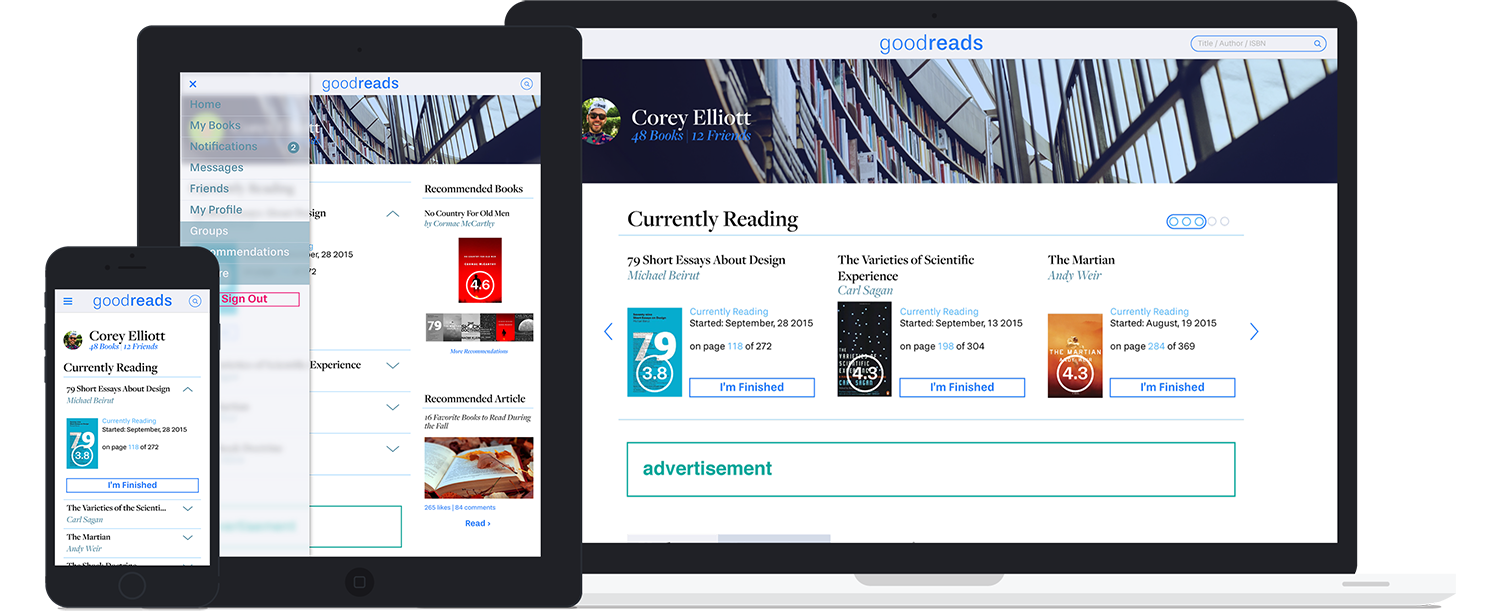 goodreads
Home
My Books
Notifications 2
Messages
Friends
My Profile
Groups
Sign Out
Recommended Books
No Country For Old Men
by Cormac McCarthy
4.6
79
More Recommendations
28 2015
272
Experience
Recommended Article
16 Favorite Books to Read During
the Fall
265 likes | 84 comments
Read ›
goodreads
Corey Elliott
48 Books 12 Friends
Currently Reading
79 Short Essays About Design
Michael Beirut
79
3.8
Currently Reading
Started: September, 28 2015
on page 118 of 272
I'm Finished
The Varieties of the Scienti...
Carl Sagan
The Martian
Andy Weir
goodreads
Title / Author / ISBN
Corey Elliott
48 Books | 12 Friends
Currently Reading
79 Short Essays About Design
Michael Beirut
79
3.8
Currently Reading
Started: September, 28 2015
on page 118 of 272
I'm Finished
The Varieties of Scientific
Experience
Carl Sagan
THE
VARIETIES OF
SCIENTIFIC
EXPERIENCE
CARL SAGAN
4.3
Currently Reading
Started: September, 13 2015
on page 198 of 304
I'm Finished
The Martian
Andy Weir
THE MARTIAN
ANDY WEIR
4.3
Currently Reading
Started: August, 19 2015
on page 284 of 369
I'm Finished
advertisement